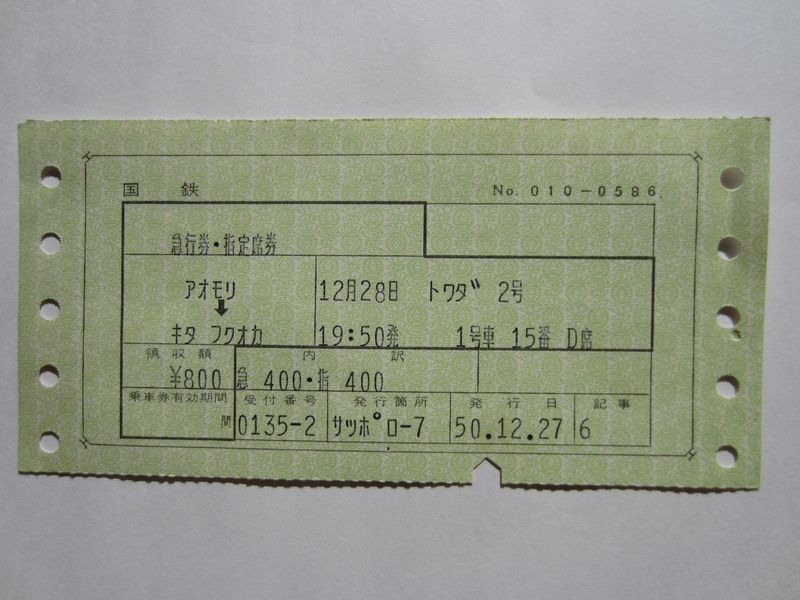 国鉄 No. 010-0586
急行券・指定席券
アオモリ 12月28日 トワダ 2号
↓
キタ フクオカ 19:50発 1号車 15番 D席
領収額 内訳
¥800 急 400・指 400
乗車券有効期間 受付番号 発行箇所 発行日 記事
間 0135-2 サッポロ-7 50.12.27 6